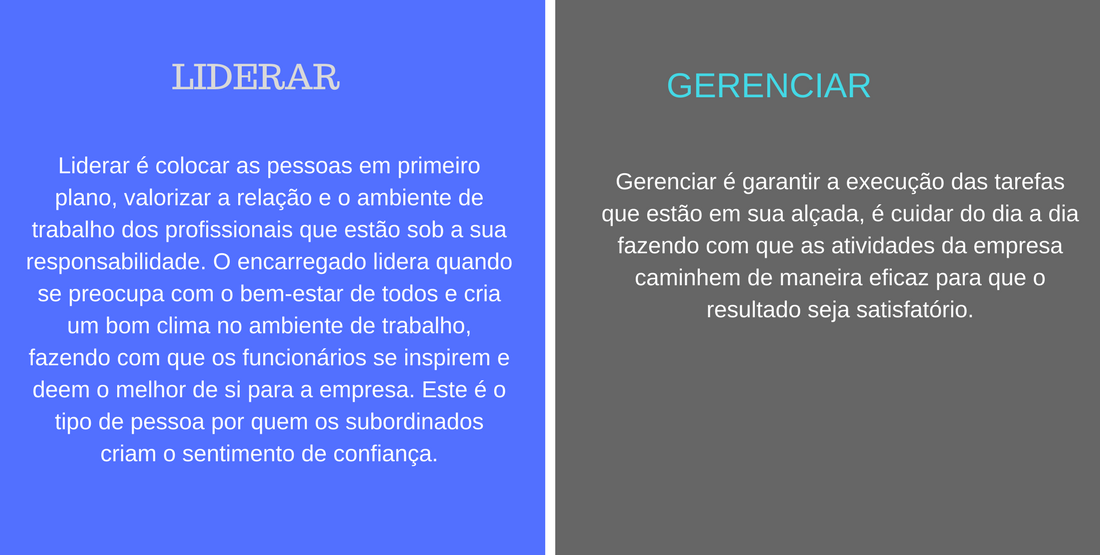 LIDERAR
Liderar é colocar as pessoas em primeiro
plano, valorizar a relação e o ambiente de
trabalho dos profissionais que estão sob a sua
responsabilidade. O encarregado lidera quando
se preocupa com o bem-estar de todos e cria
um bom clima no ambiente de trabalho,
fazendo com que os funcionários se inspirem e
deem o melhor de si para a empresa. Este é o
tipo de pessoa por quem os subordinados
criam o sentimento de confiança.
GERENCIAR
Gerenciar é garantir a execução das tarefas
que estão em sua alçada, é cuidar do dia a dia
fazendo com que as atividades da empresa
caminhem de maneira eficaz para que o
resultado seja satisfatório.